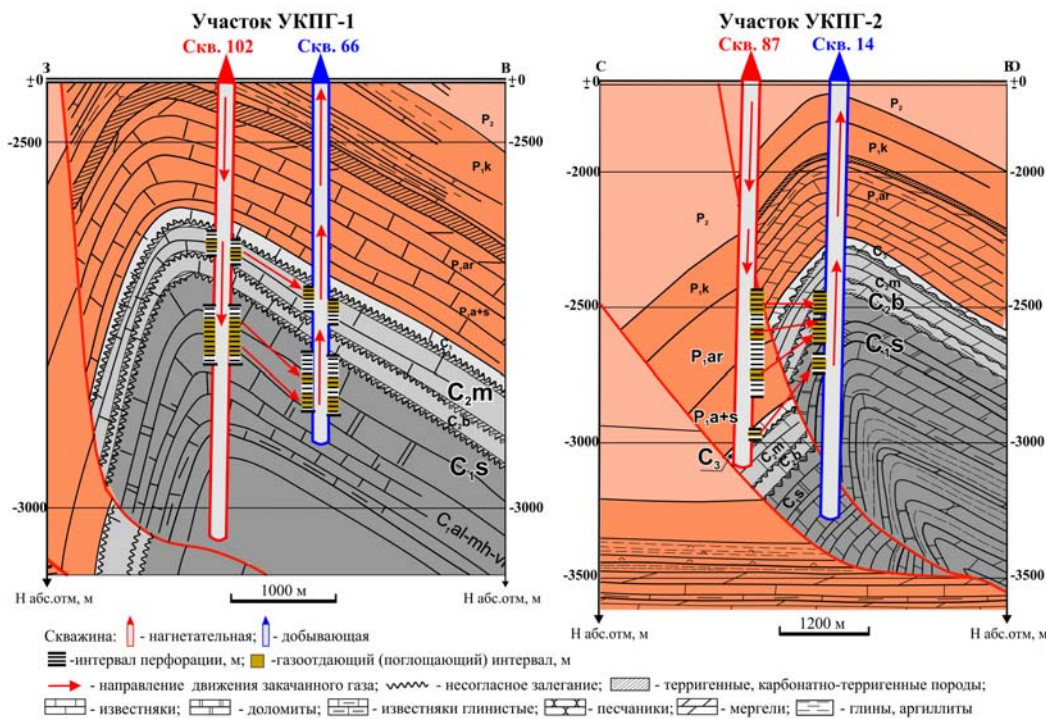 Участок УКПГ-1
Скв. 102
Скв. 66
З
В
±0
±0
P₂
-2500
-2500
P₁k
P₁ar
P₁a+s
C₃
C₂m
C₂b
C₁s
-3000
-3000
C₁al-mh-v
1000 м
Н абс.отм, м
Н абс.отм, м
Участок УКПГ-2
Скв. 87
Скв. 14
С
Ю
±0
±0
P₂
P₁k
-2000
-2000
P₁ar
P₂
C₃
C₂m
P₁k
C₂b
-2500
-2500
C₁s
P₁ar
P₁a+s
-3000
-3000
C₃
C₂m
C₂b
C₁s
-3500
-3500
1200 м
Н абс.отм, м
Н абс.отм, м
Скважина: - нагнетательная; - добывающая
-интервал перфорации, м; - газоотдающий (поглощающий) интервал, м
- направление движения закачанного газа; - несогласное залегание; - терригенные, карбонатно-терригенные породы;
-известняки; - доломиты; - известняки глинистые; - песчаники; - мергели; - глины, аргиллиты